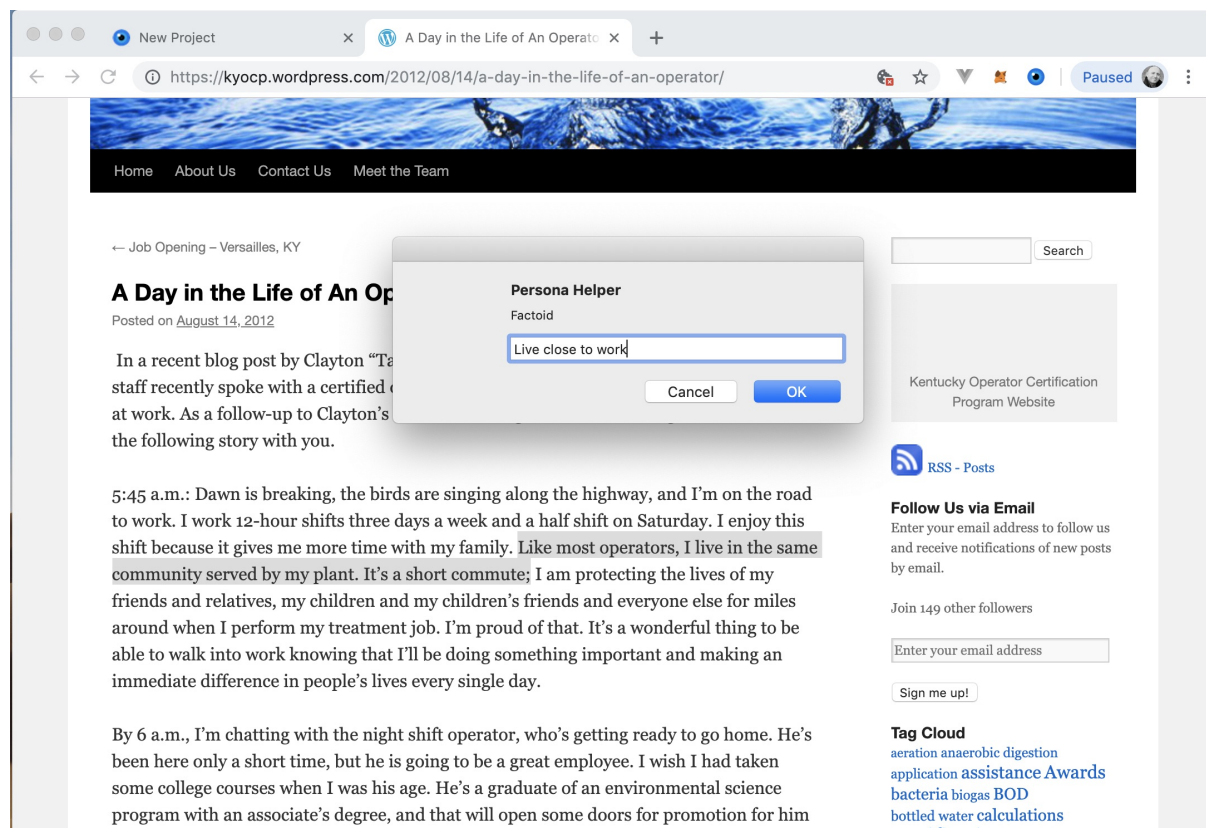 New Project
A Day in the Life of An Operato
https://kyocp.wordpress.com/2012/08/14/a-day-in-the-life-of-an-operator/
Paused
Home About Us Contact Us Meet the Team
← Job Opening – Versailles, KY
A Day in the Life of An Op
Posted on August 14, 2012
In a recent blog post by Clayton “Ta
staff recently spoke with a certified
at work. As a follow-up to Clayton’s
the following story with you.
5:45 a.m.: Dawn is breaking, the birds are singing along the highway, and I’m on the road
to work. I work 12-hour shifts three days a week and a half shift on Saturday. I enjoy this
shift because it gives me more time with my family. Like most operators, I live in the same
community served by my plant. It’s a short commute; I am protecting the lives of my
friends and relatives, my children and my children’s friends and everyone else for miles
around when I perform my treatment job. I’m proud of that. It’s a wonderful thing to be
able to walk into work knowing that I’ll be doing something important and making an
immediate difference in people’s lives every single day.
By 6 a.m., I’m chatting with the night shift operator, who’s getting ready to go home. He’s
been here only a short time, but he is going to be a great employee. I wish I had taken
some college courses when I was his age. He’s a graduate of an environmental science
program with an associate’s degree, and that will open some doors for promotion for him
Persona Helper
Factoid
Live close to work
Cancel OK
Search
Kentucky Operator Certification
Program Website
RSS - Posts
Follow Us via Email
Enter your email address to follow us
and receive notifications of new posts
by email.
Join 149 other followers
Enter your email address
Sign me up!
Tag Cloud
aeration anaerobic digestion
application assistance Awards
bacteria biogas BOD
bottled water calculations